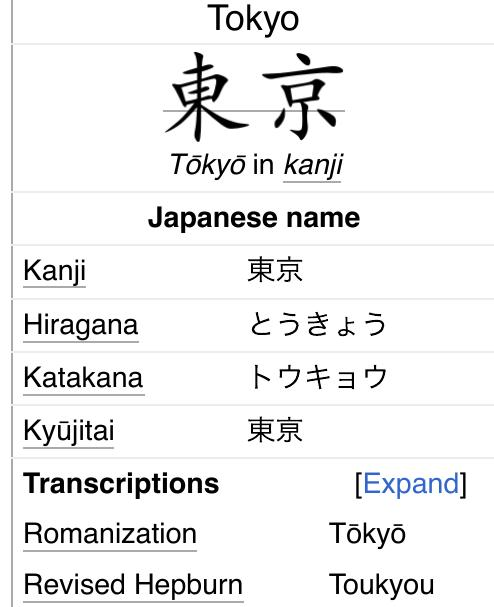 Tokyo
東京
Tōkyō in kanji
Japanese name
Kanji 東京
Hiragana とうきょう
Katakana トウキョウ
Kyūjitai 東亰
Transcriptions [Expand]
Romanization Tōkyō
Revised Hepburn Toukyou